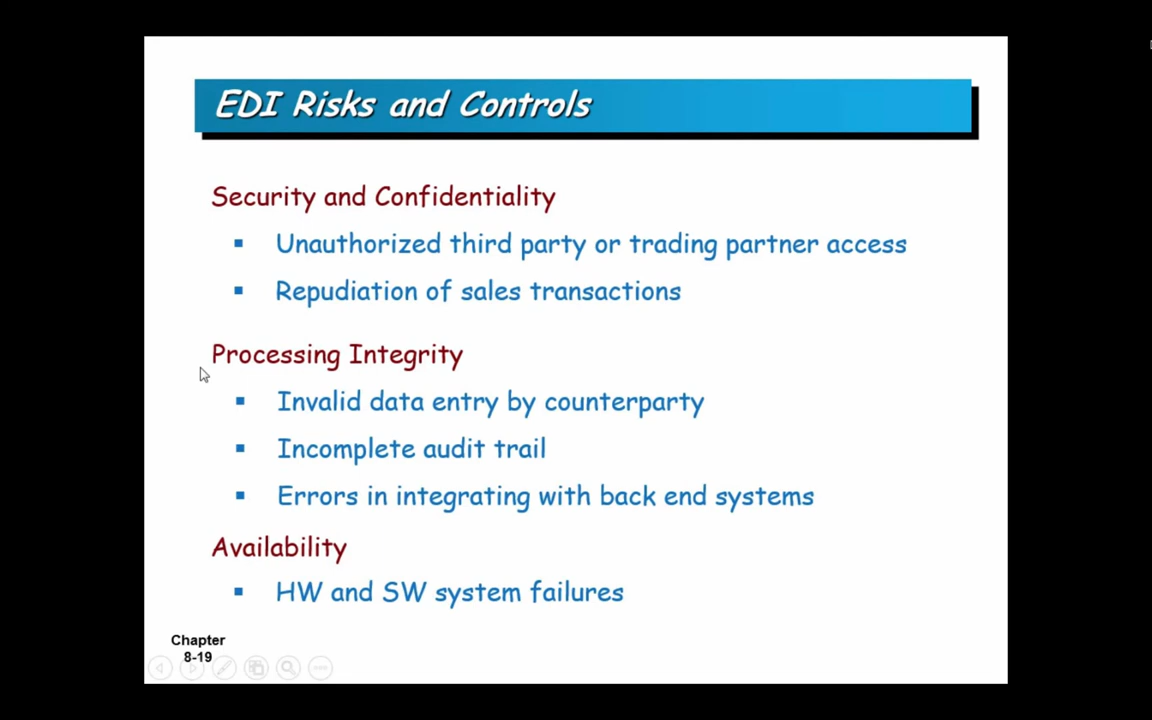 EDI Risks and Controls
Security and Confidentiality
▪ Unauthorized third party or trading partner access
▪ Repudiation of sales transactions
Processing Integrity
▪ Invalid data entry by counterparty
▪ Incomplete audit trail
▪ Errors in integrating with back end systems
Availability
▪ HW and SW system failures
Chapter
8-19